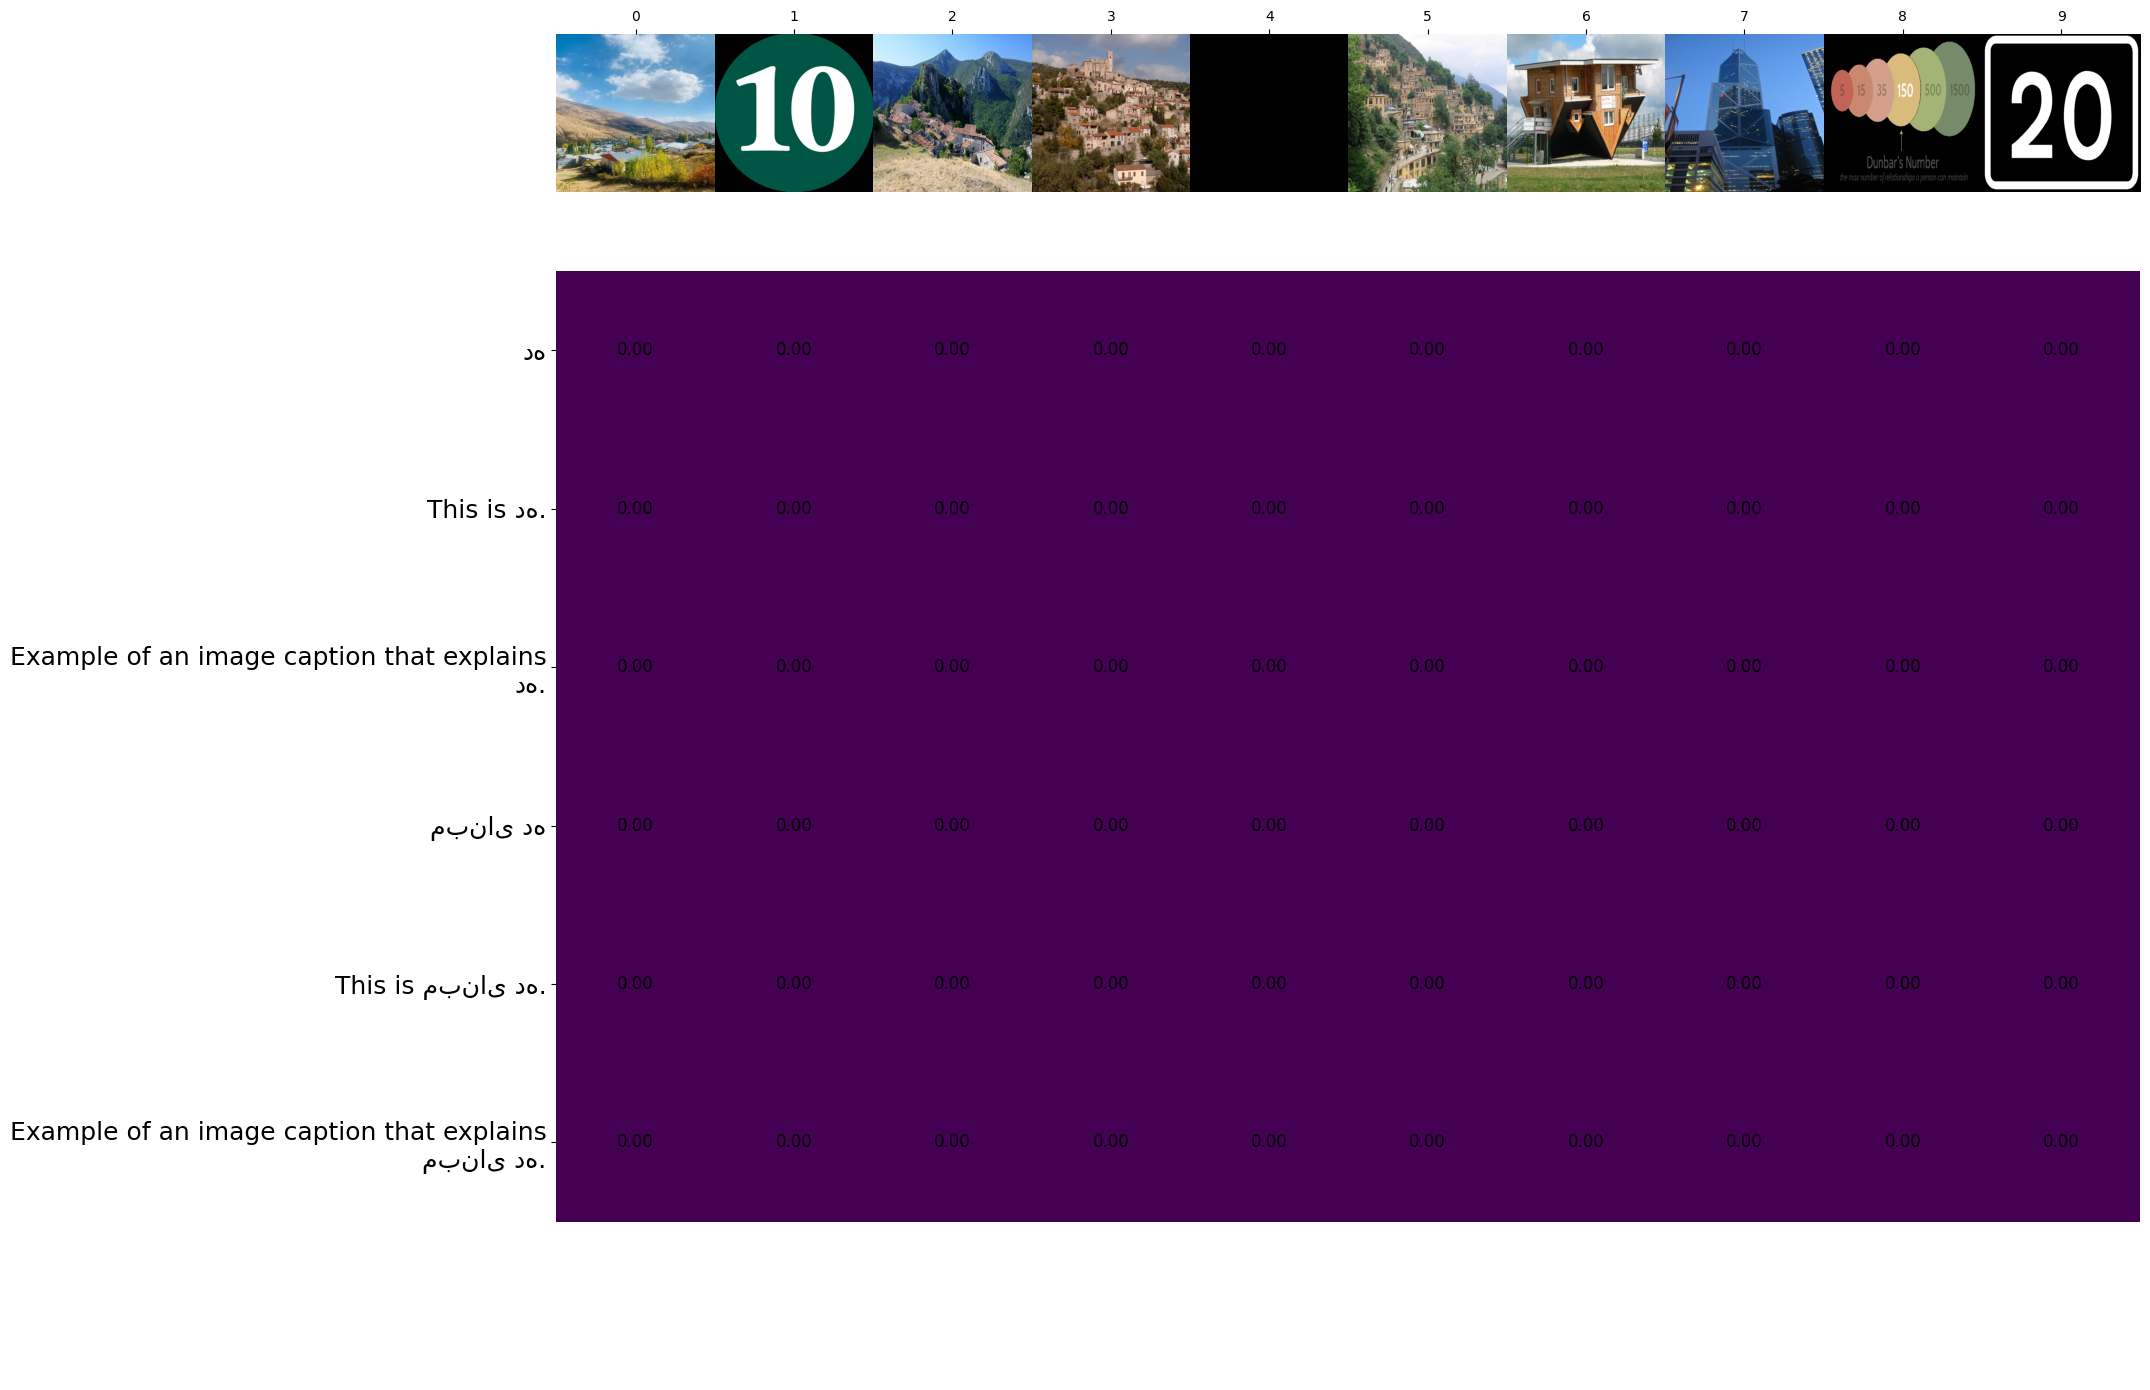 0 1 2 3 4 5 6 7 8 9
10
5 15 35 150 500 1500
Dunbar's Number
the max number of relationships a person can maintain
20
ده
0.00 0.00 0.00 0.00 0.00 0.00 0.00 0.00 0.00 0.00
This is ده.
0.00 0.00 0.00 0.00 0.00 0.00 0.00 0.00 0.00 0.00
Example of an image caption that explains
ده.
0.00 0.00 0.00 0.00 0.00 0.00 0.00 0.00 0.00 0.00
مبنای ده
0.00 0.00 0.00 0.00 0.00 0.00 0.00 0.00 0.00 0.00
This is مبنای ده.
0.00 0.00 0.00 0.00 0.00 0.00 0.00 0.00 0.00 0.00
Example of an image caption that explains
مبنای ده.
0.00 0.00 0.00 0.00 0.00 0.00 0.00 0.00 0.00 0.00